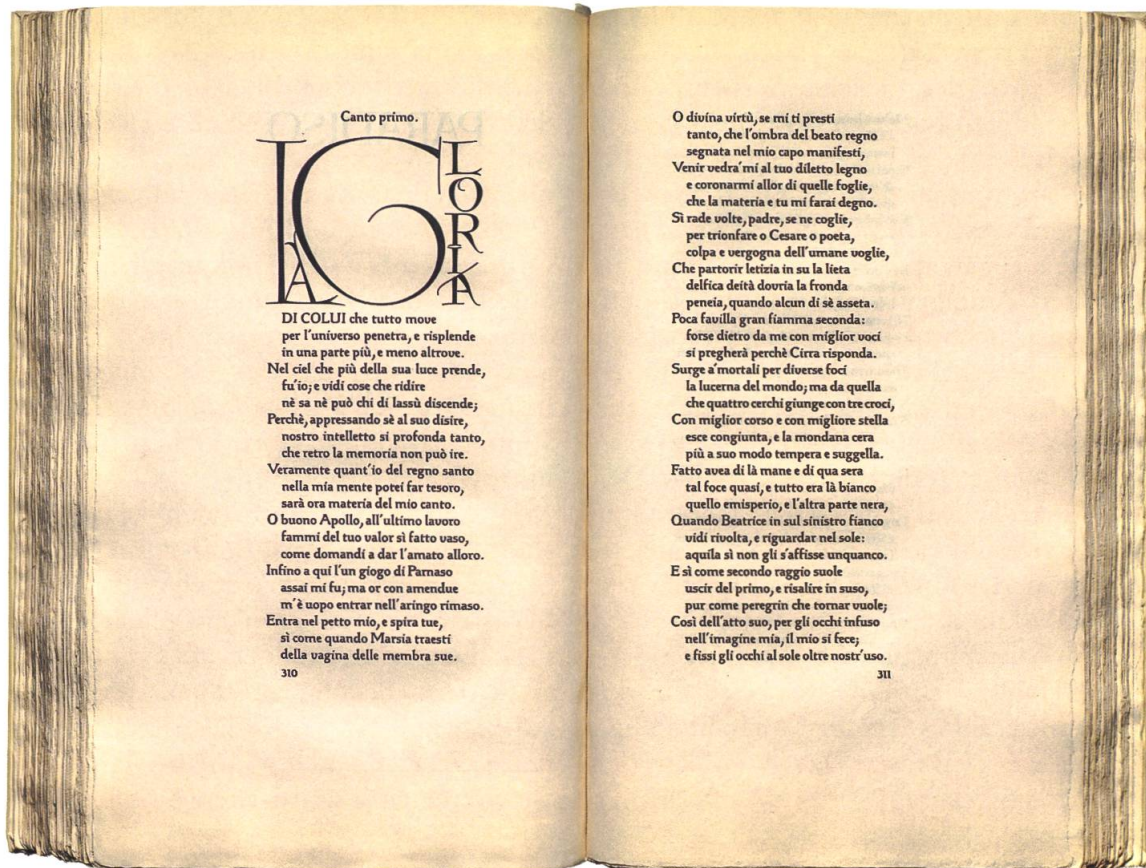 Canto primo.
LA GLORIA
DI COLUI che tutto move
per l'universo penetra, e risplende
in una parte più, e meno altrove.
Nel ciel che più della sua luce prende,
fu'io; e vidi cose che ridire
nè sa nè può chi di lassù discende;
Perchè, appressando sè al suo disire,
nostro intelletto si profonda tanto,
che retro la memoria non può ire.
Veramente quant'io del regno santo
nella mia mente potei far tesoro,
sarà ora materia del mio canto.
O buono Apollo, all'ultimo lavoro
fammi del tuo valor sì fatto vaso,
come domandi a dar l'amato alloro.
Infino a qui l'un giogo di Parnaso
assai mi fu; ma or con amendue
m'è uopo entrar nell'aringo rimaso.
Entra nel petto mio, e spira tue,
sì come quando Marsia traesti
della vagina delle membra sue.
310
O divina virtù, se mi ti presti
tanto, che l'ombra del beato regno
segnata nel mio capo manifesti,
Venir vedra'mi al tuo diletto legno
e coronarmi allor di quelle foglie,
che la materia e tu mi farai degno.
Sì rade volte, padre, se ne coglie,
per trionfare o Cesare o poeta,
colpa e vergogna dell'umane voglie,
Che partorir letizia in su la lieta
delfica deità dovria la fronda
peneia, quando alcun di sè asseta.
Poca favilla gran fiamma seconda:
forse dietro da me con miglior voci
si pregherà perchè Cirra risponda.
Surge a'mortali per diverse foci
la lucerna del mondo; ma da quella
che quattro cerchi giunge con tre croci,
Con miglior corso e con migliore stella
esce congiunta, e la mondana cera
più a suo modo tempera e suggella.
Fatto avea di là mane e di qua sera
tal foce quasi, e tutto era là bianco
quello emisperio, e l'altra parte nera,
Quando Beatrice in sul sinistro fianco
vidi rivolta, e riguardar nel sole:
aquila sì non gli s'affisse unquanco.
E sì come secondo raggio suole
uscir del primo, e risalire in suso,
pur come peregrin che tornar vuole;
Così dell'atto suo, per gli occhi infuso
nell'imagine mia, il mio si fece;
e fissi gli occhi al sole oltre nostr'uso.
311